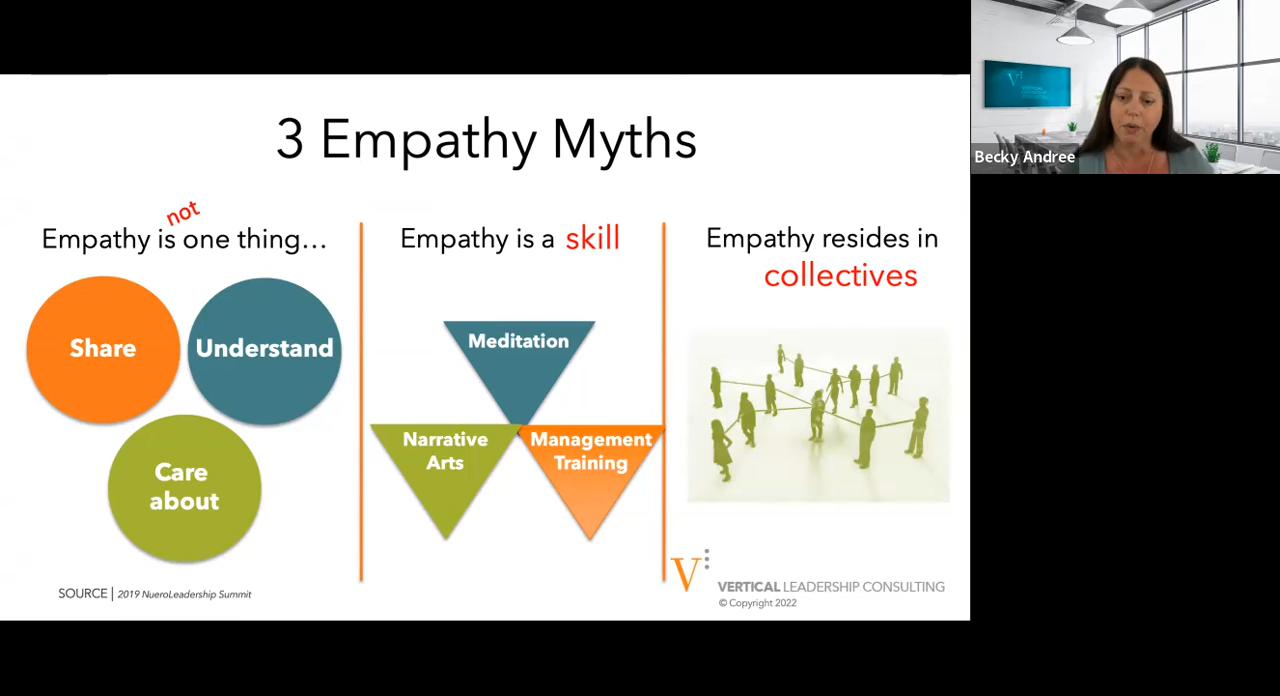 3 Empathy Myths
not
Empathy is one thing…
Share
Understand
Care
about
Empathy is a skill
Meditation
Narrative
Arts
Management
Training
Empathy resides in
collectives
SOURCE | 2019 NueroLeadership Summit
V
VERTICAL LEADERSHIP CONSULTING
© Copyright 2022
V
VERTICAL
Becky Andree